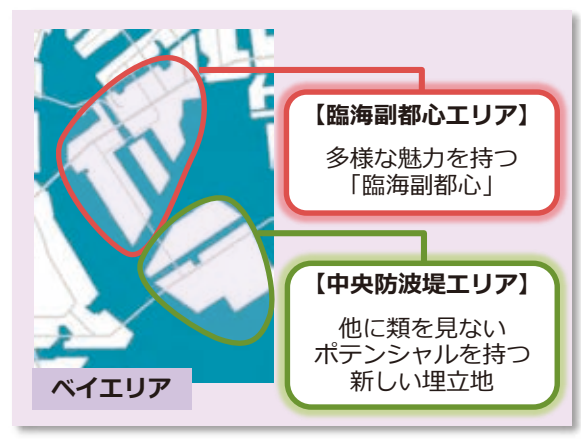 【臨海副都心エリア】
多様な魅力を持つ
「臨海副都心」
【中央防波堤エリア】
他に類を見ない
ポテンシャルを持つ
新しい埋立地
ベイエリア